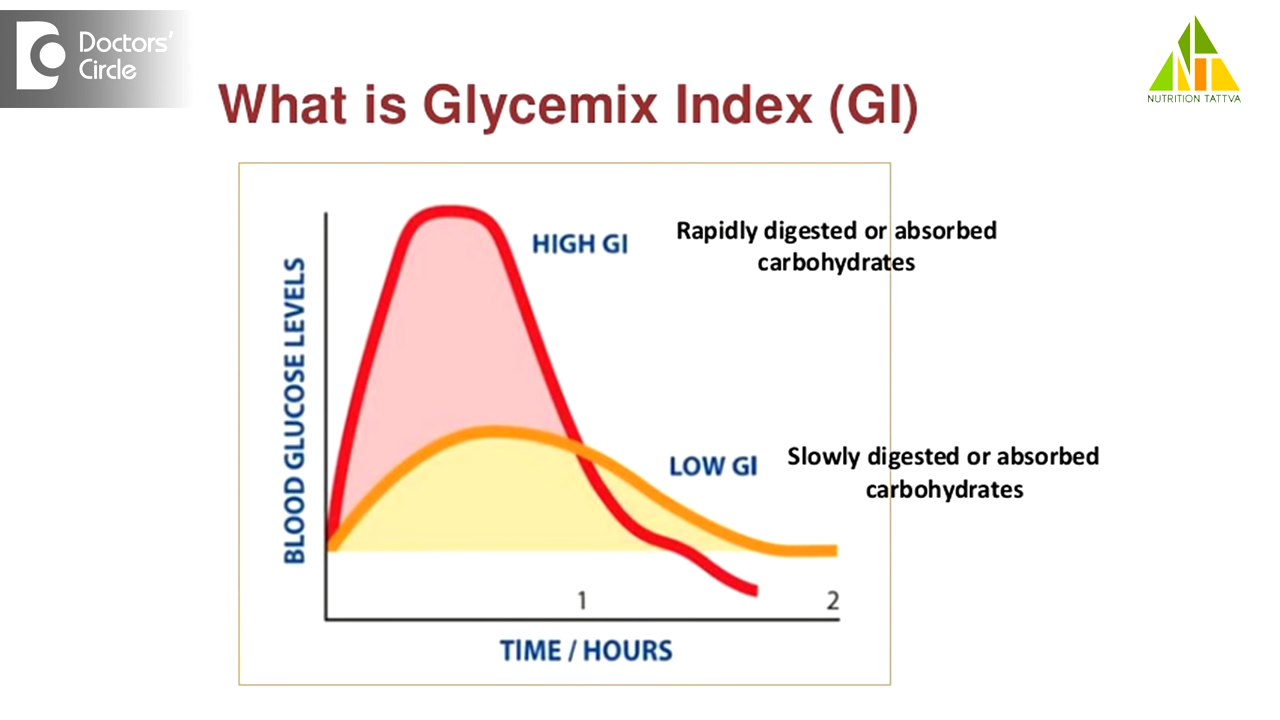 Doctors'
Circle
NUTRITION TATTVA
What is Glycemix Index (GI)
BLOOD GLUCOSE LEVELS
HIGH GI
Rapidly digested or absorbed
carbohydrates
LOW GI
Slowly digested or absorbed
carbohydrates
1
2
TIME / HOURS